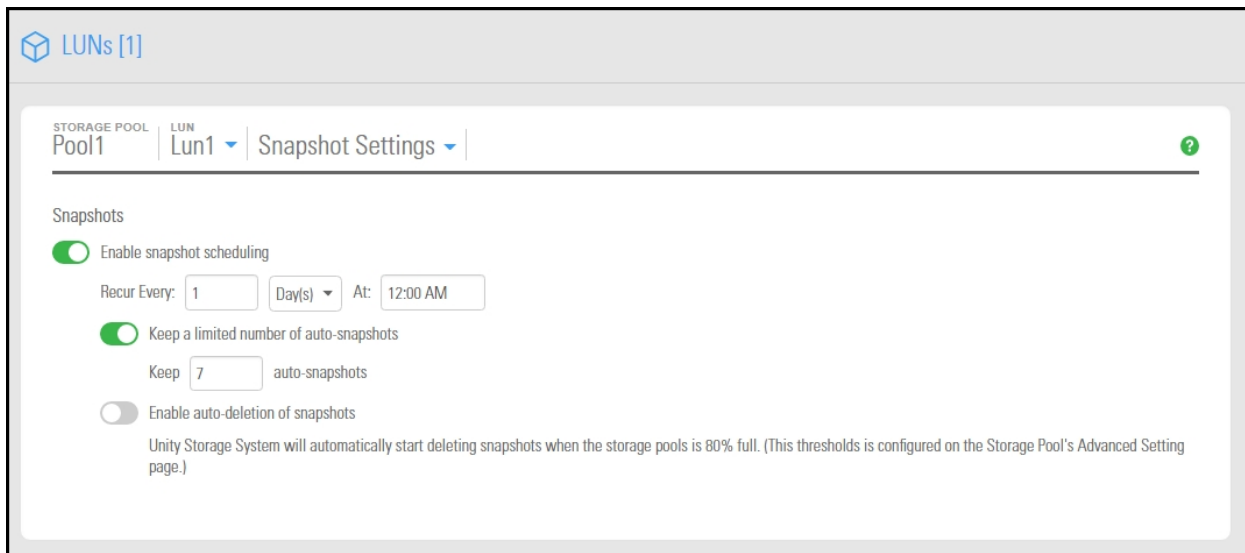 LUNs [1]
STORAGE POOL LUN
Pool1 Lun1 Snapshot Settings
?
Snapshots
Enable snapshot scheduling
Recur Every: 1 Day(s) At: 12:00 AM
Keep a limited number of auto-snapshots
Keep 7 auto-snapshots
Enable auto-deletion of snapshots
Unity Storage System will automatically start deleting snapshots when the storage pools is 80% full. (This thresholds is configured on the Storage Pool's Advanced Setting
page.)